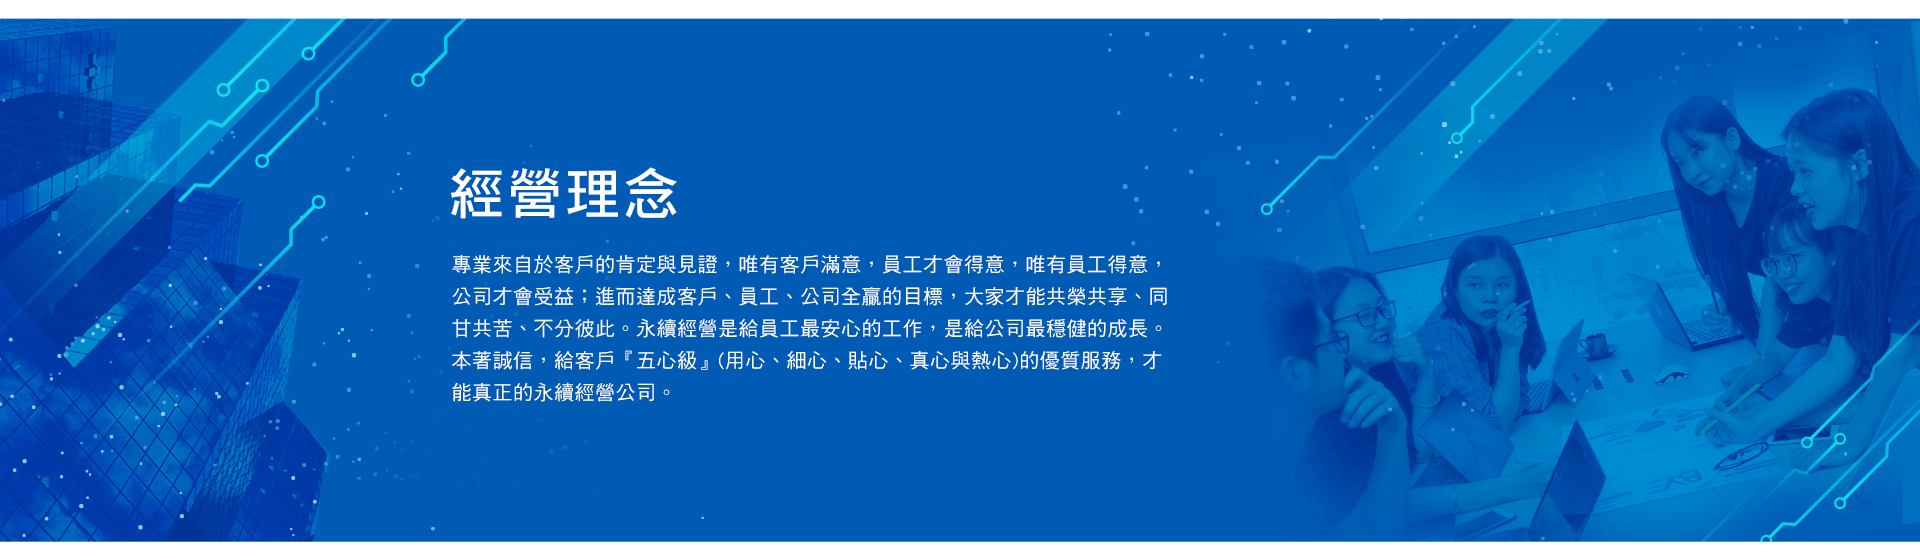 經營理念
專業來自於客戶的肯定與見證，唯有客戶滿意，員工才會得意，唯有員工得意，
公司才會受益；進而達成客戶、員工、公司全贏的目標，大家才能共榮共享、同
甘共苦、不分彼此。永續經營是給員工最安心的工作，是給公司最穩健的成長。
本著誠信，給客戶『五心級』(用心、細心、貼心、真心與熱心)的優質服務，才
能真正的永續經營公司。